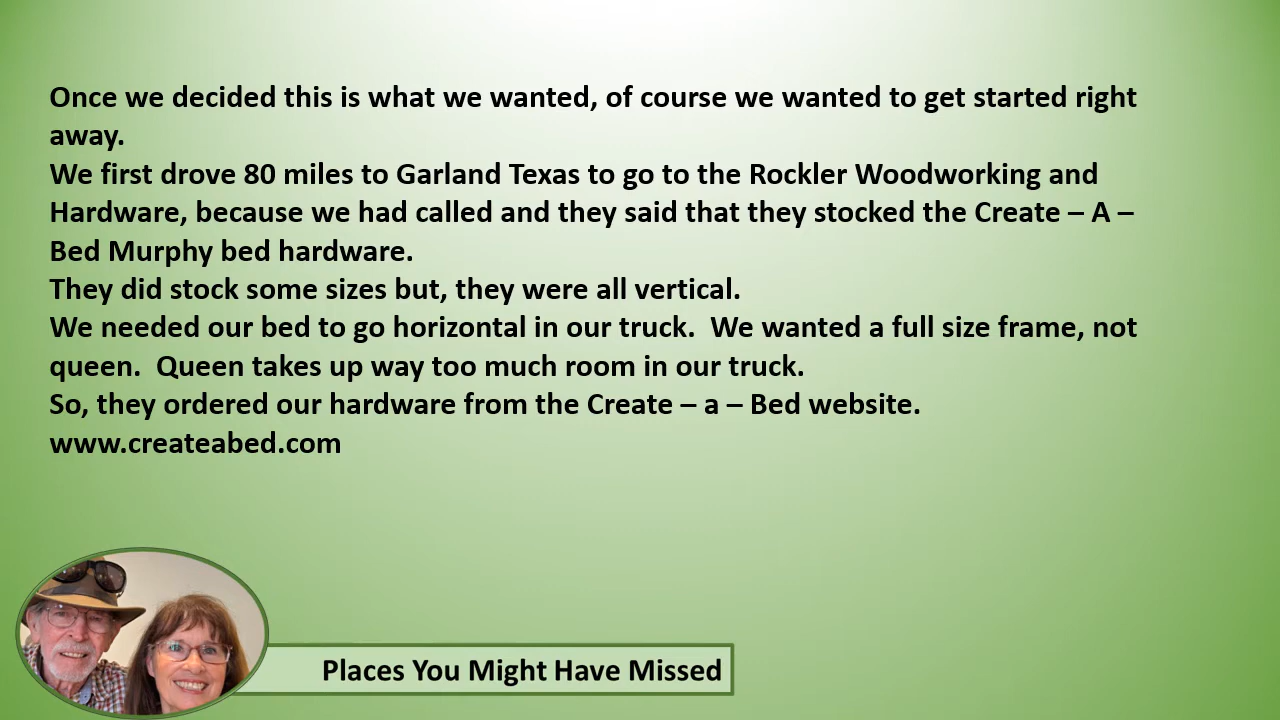 Once we decided this is what we wanted, of course we wanted to get started right
away.
We first drove 80 miles to Garland Texas to go to the Rockler Woodworking and
Hardware, because we had called and they said that they stocked the Create – A –
Bed Murphy bed hardware.
They did stock some sizes but, they were all vertical.
We needed our bed to go horizontal in our truck.  We wanted a full size frame, not
queen.  Queen takes up way too much room in our truck.
So, they ordered our hardware from the Create – a – Bed website.
www.createabed.com
Places You Might Have Missed